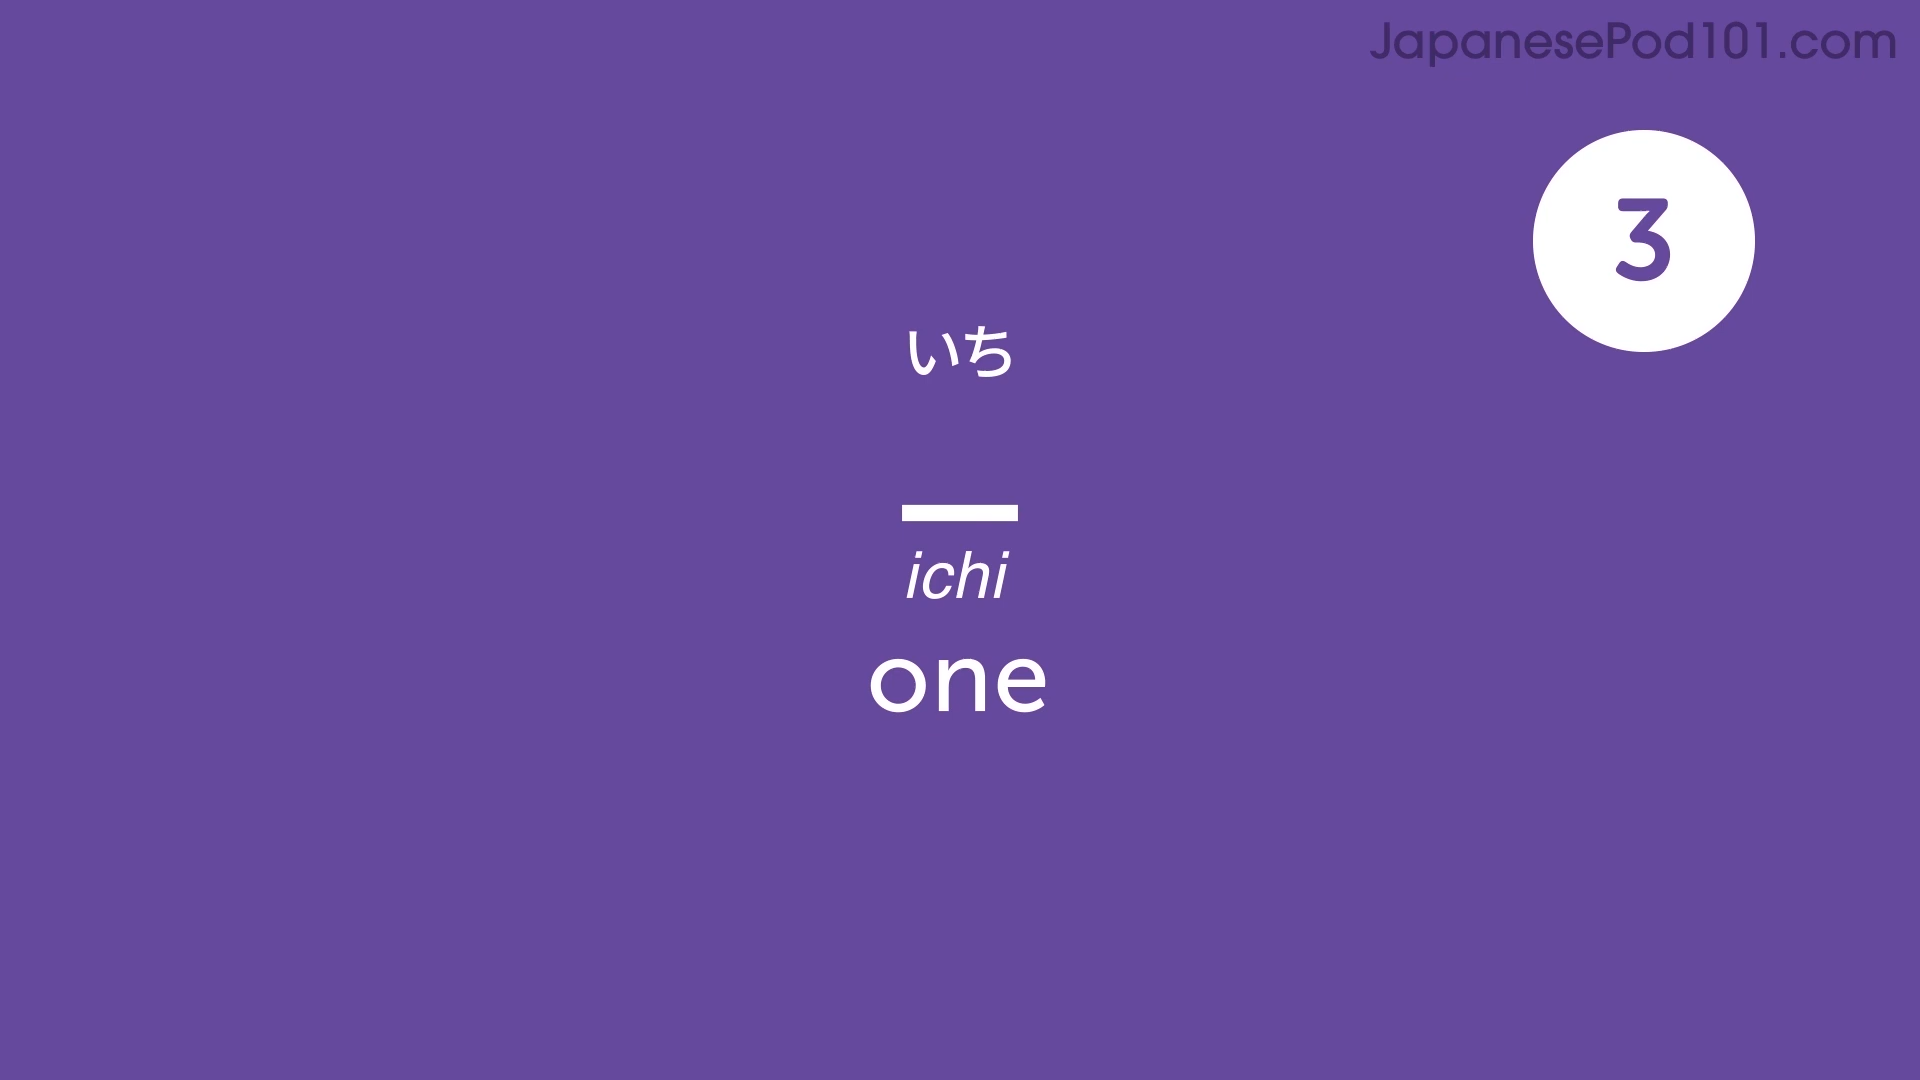 JapanesePod101.com
3
いち
一
ichi
one